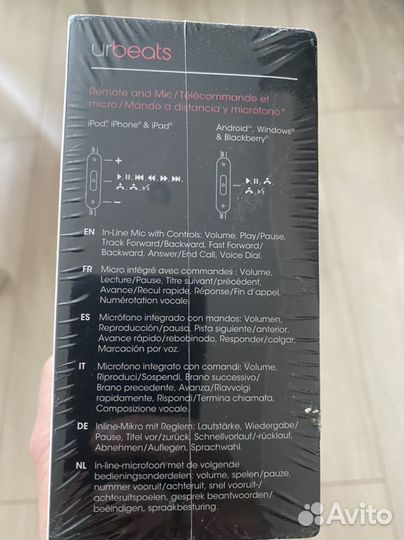 urbeats
Remote and Mic/Télécommande et
micro/Mando a distancia y micrófono*
iPod®, iPhone® & iPad®
Android™, Windows®
& Blackberry®
EN In-Line Mic with Controls: Volume, Play/Pause,
Track Forward/Backward, Fast Forward/
Backward, Answer/End Call, Voice Dial.
FR Micro intégré avec commandes : Volume,
Lecture/Pause, Titre suivant/précédent,
Avance/Recul rapide, Réponse/Fin d'appel,
Numérotation vocale.
ES Micrófono integrado con mandos: Volumen,
Reproducción/pausa, Pista siguiente/anterior,
Avance rápido/rebobinado, Responder/colgar,
Marcación por voz.
IT Microfono integrato con comandi: Volume,
Riproduci/Sospendi, Brano successivo/
Brano precedente, Avanza/Riavvolgi
rapidamente, Rispondi/Termina chiamata,
Composizione vocale.
DE Inline-Mikro mit Reglern: Lautstärke, Wiedergabe/
Pause, Titel vor/zurück, Schnellvorlauf/-rücklauf,
Abnehmen/Auflegen, Sprachwahl.
NL In-line-microfoon met de volgende
bedieningsonderdelen: volume, spelen/pauze,
nummer vooruit/achteruit, snel vooruit-/
achteruitspoelen, gesprek beantwoorden/
beëindigen, spraakbesturing.
Avito